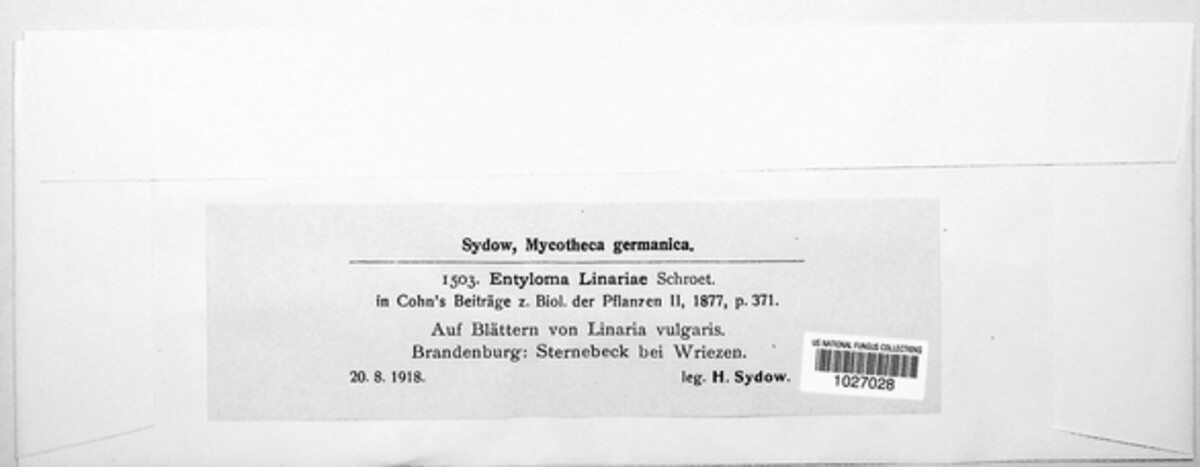 Sydow, Mycotheca germanica.
1503. Entyloma Linariae Schroet.
in Cohn's Beiträge z. Biol. der Pflanzen II, 1877, p. 371.
Auf Blättern von Linaria vulgaris.
Brandenburg: Sternebeck bei Wriezen.
20. 8. 1918. leg. H. Sydow.
US NATIONAL FUNGUS COLLECTIONS
1027028